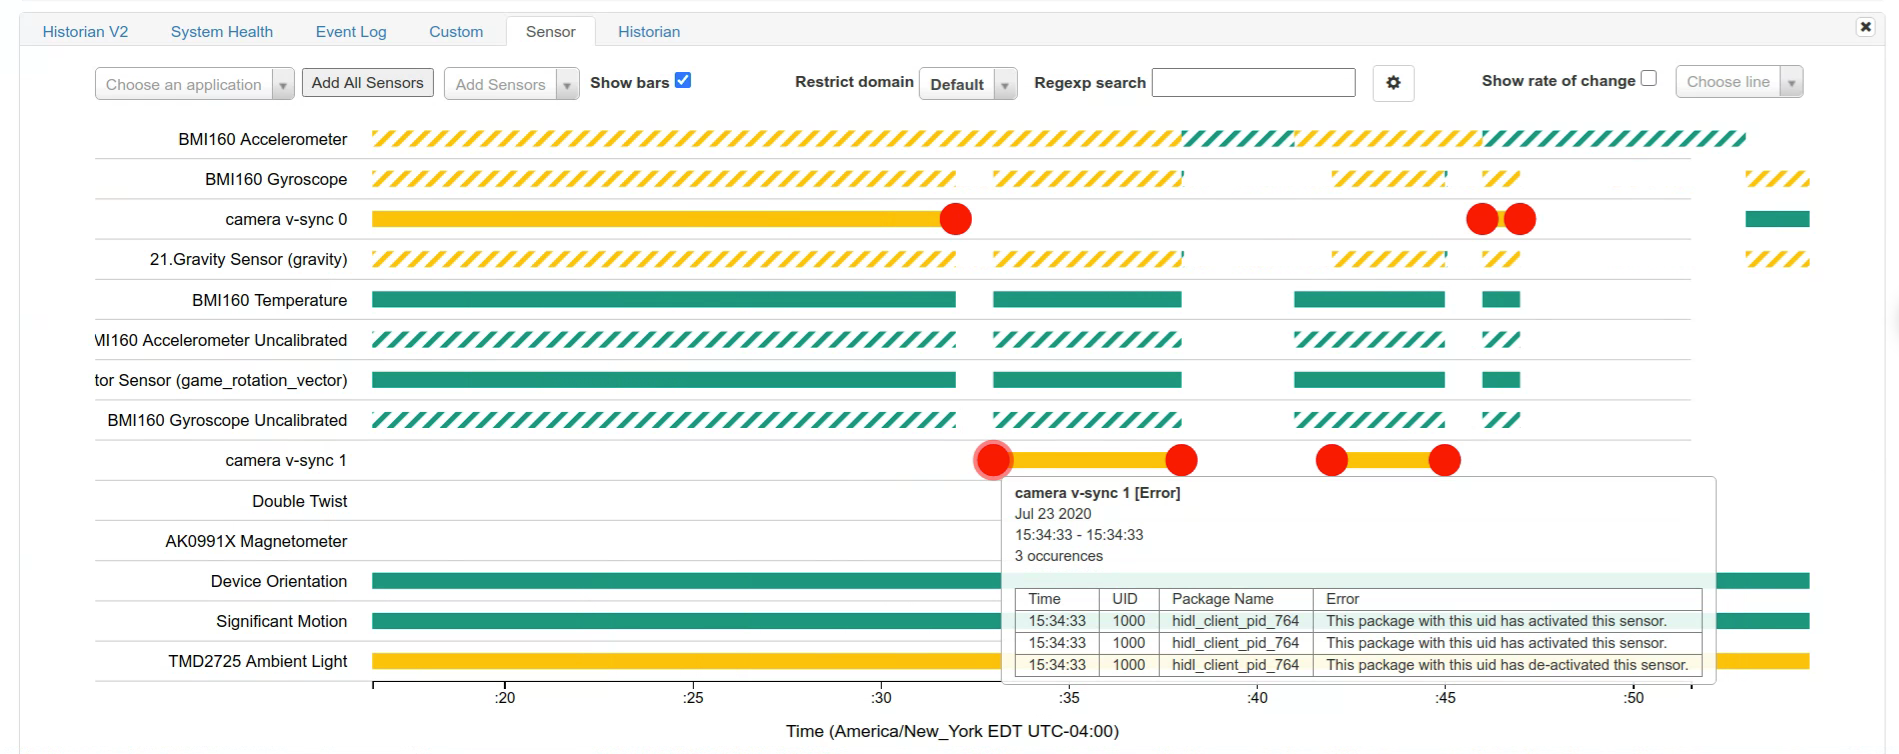 Historian V2 System Health Event Log Custom Sensor Historian
Choose an application Add All Sensors Add Sensors Show bars Restrict domain Default Regexp search Show rate of change Choose line
BMI160 Accelerometer
BMI160 Gyroscope
camera v-sync 0
21.Gravity Sensor (gravity)
BMI160 Temperature
MI160 Accelerometer Uncalibrated
tor Sensor (game_rotation_vector)
BMI160 Gyroscope Uncalibrated
camera v-sync 1
camera v-sync 1 [Error]
Jul 23 2020
15:34:33 - 15:34:33
3 occurences
Time UID Package Name Error
15:34:33 1000 hidl_client_pid_764 This package with this uid has activated this sensor.
15:34:33 1000 hidl_client_pid_764 This package with this uid has activated this sensor.
15:34:33 1000 hidl_client_pid_764 This package with this uid has de-activated this sensor.
Double Twist
AK0991X Magnetometer
Device Orientation
Significant Motion
TMD2725 Ambient Light
:20 :25 :30 :35 :40 :45 :50
Time (America/New_York EDT UTC-04:00)